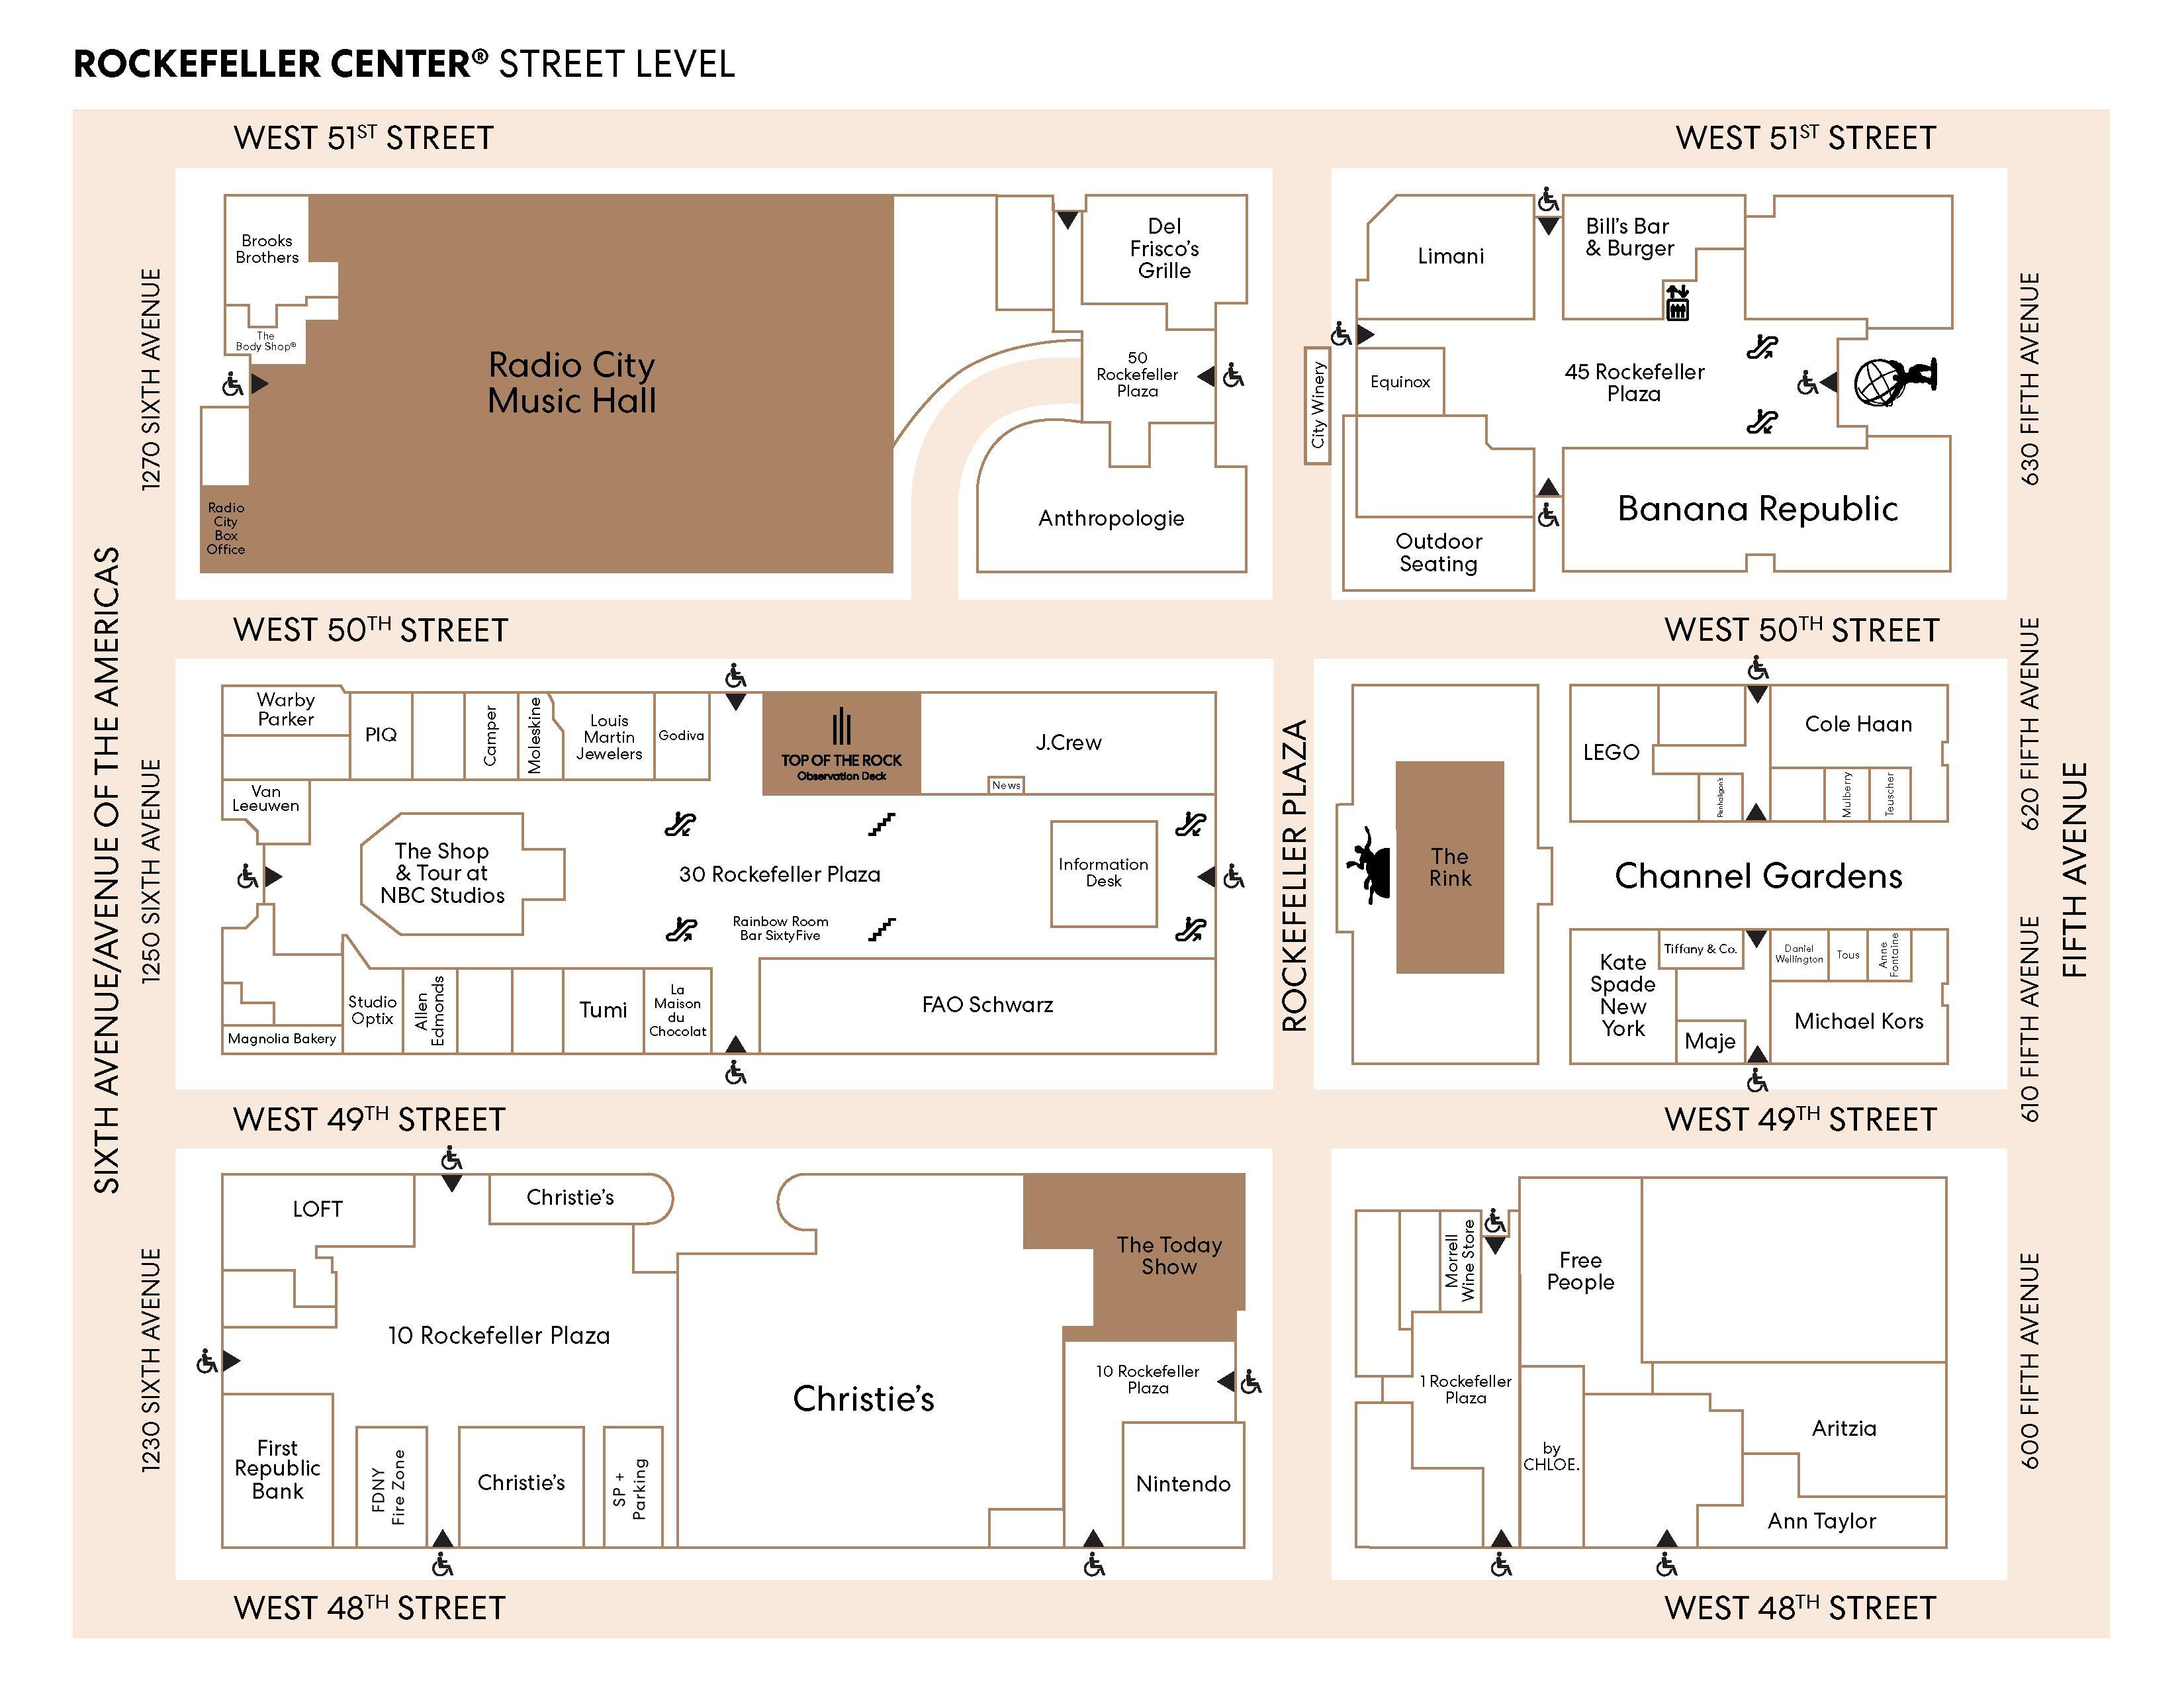 ROCKEFELLER CENTER® STREET LEVEL
WEST 51ST STREET
WEST 51ST STREET
SIXTH AVENUE/AVENUE OF THE AMERICAS
1270 SIXTH AVENUE
Brooks
Brothers
The
Body Shop®
Radio
City
Box
Office
Radio City
Music Hall
Del
Frisco's
Grille
50
Rockefeller
Plaza
Anthropologie
City Winery
Limani
Bill's Bar
& Burger
Equinox
45 Rockefeller
Plaza
Outdoor
Seating
Banana Republic
630 FIFTH AVENUE
WEST 50TH STREET
WEST 50TH STREET
1250 SIXTH AVENUE
Warby
Parker
PIQ
Camper
Moleskine
Louis
Martin
Jewelers
Godiva
TOP OF THE ROCK
Observation Deck
J.Crew
News
Van
Leeuwen
The Shop
& Tour at
NBC Studios
30 Rockefeller Plaza
Rainbow Room
Bar SixtyFive
Information
Desk
Magnolia Bakery
Studio
Optix
Allen
Edmonds
Tumi
La
Maison
du
Chocolat
FAO Schwarz
ROCKEFELLER PLAZA
The
Rink
LEGO
Penhaligon's
Cole Haan
Mulberry
Teuscher
Channel Gardens
Kate
Spade
New
York
Tiffany & Co.
Maje
Daniel
Wellington
Tous
Anne
Fontaine
Michael Kors
620 FIFTH AVENUE
610 FIFTH AVENUE
FIFTH AVENUE
WEST 49TH STREET
WEST 49TH STREET
1230 SIXTH AVENUE
LOFT
Christie's
10 Rockefeller Plaza
First
Republic
Bank
FDNY
Fire Zone
Christie's
SP +
Parking
Christie's
The Today
Show
10 Rockefeller
Plaza
Nintendo
Morrell
Wine Store
Free
People
1 Rockefeller
Plaza
by
CHLOE.
Aritzia
Ann Taylor
600 FIFTH AVENUE
WEST 48TH STREET
WEST 48TH STREET